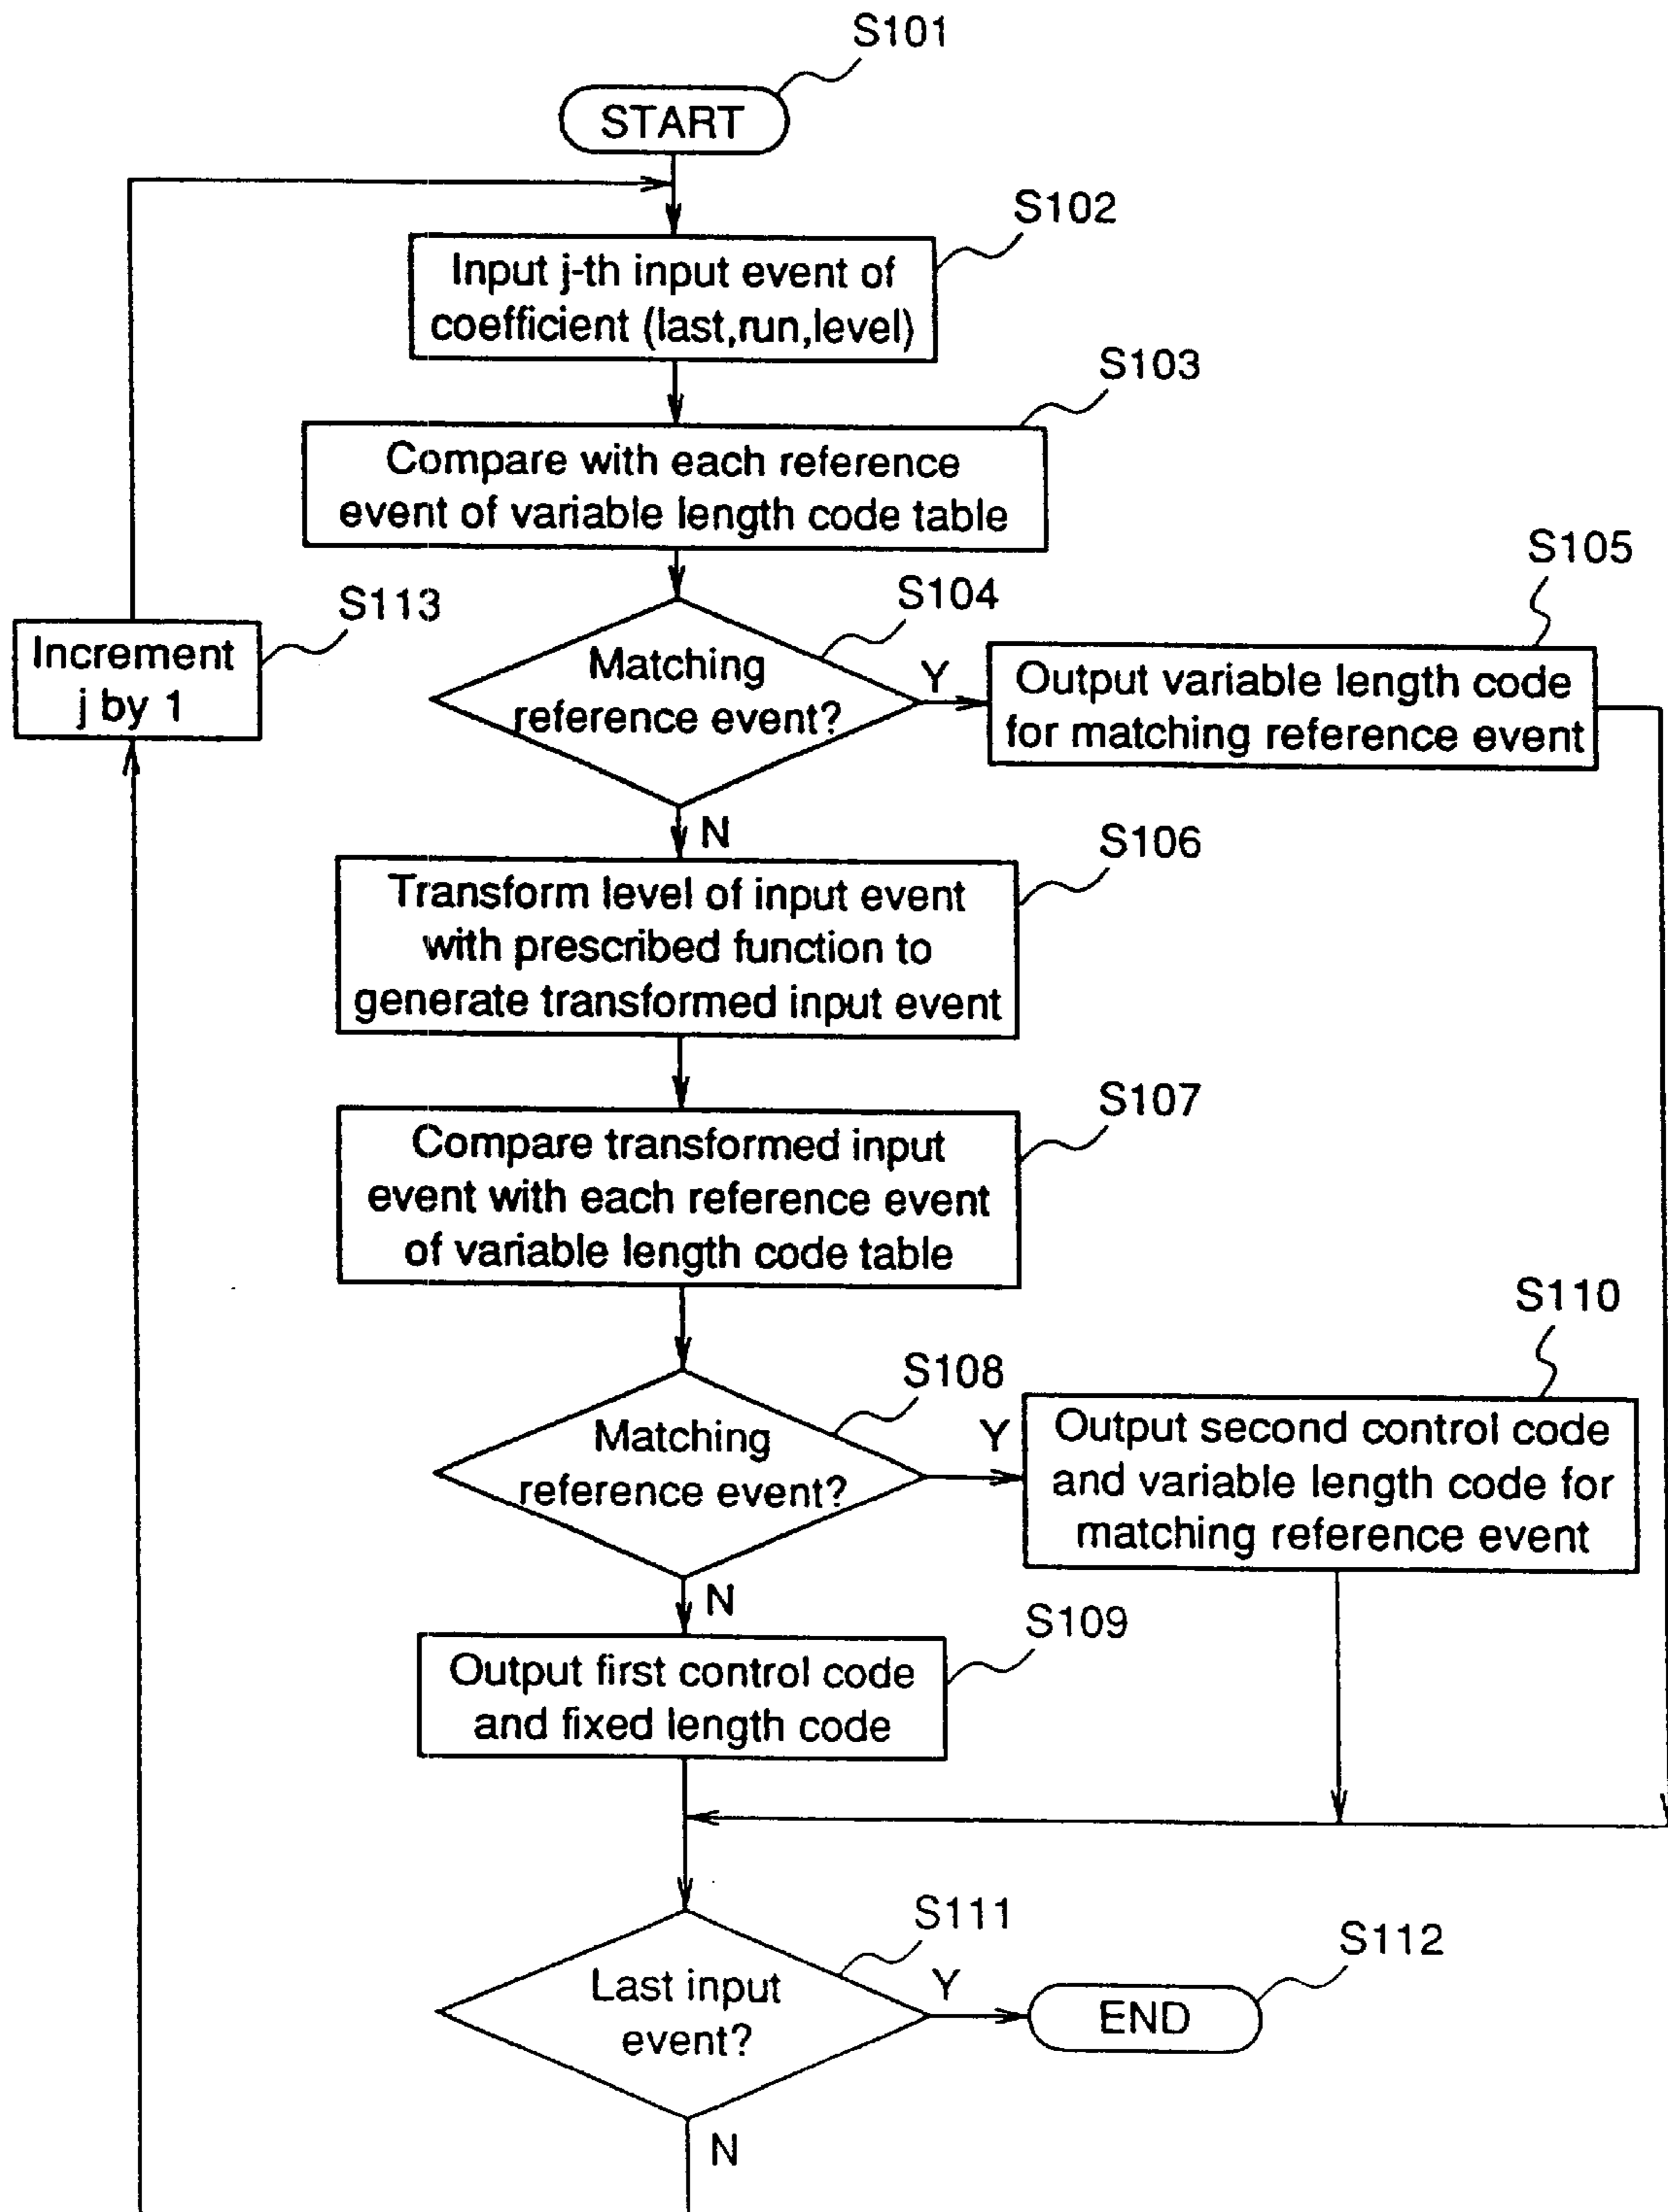 S101
START
S102
Input j-th input event of
coefficient (last,run,level)
S103
Compare with each reference
event of variable length code table
S104
Matching
reference event?
Y
S105
Output variable length code
for matching reference event
S113
Increment
j by 1
N
S106
Transform level of input event
with prescribed function to
generate transformed input event
S107
Compare transformed input
event with each reference event
of variable length code table
S108
Matching
reference event?
Y
S110
Output second control code
and variable length code for
matching reference event
N
S109
Output first control code
and fixed length code
S111
Last input
event?
Y
S112
END
N